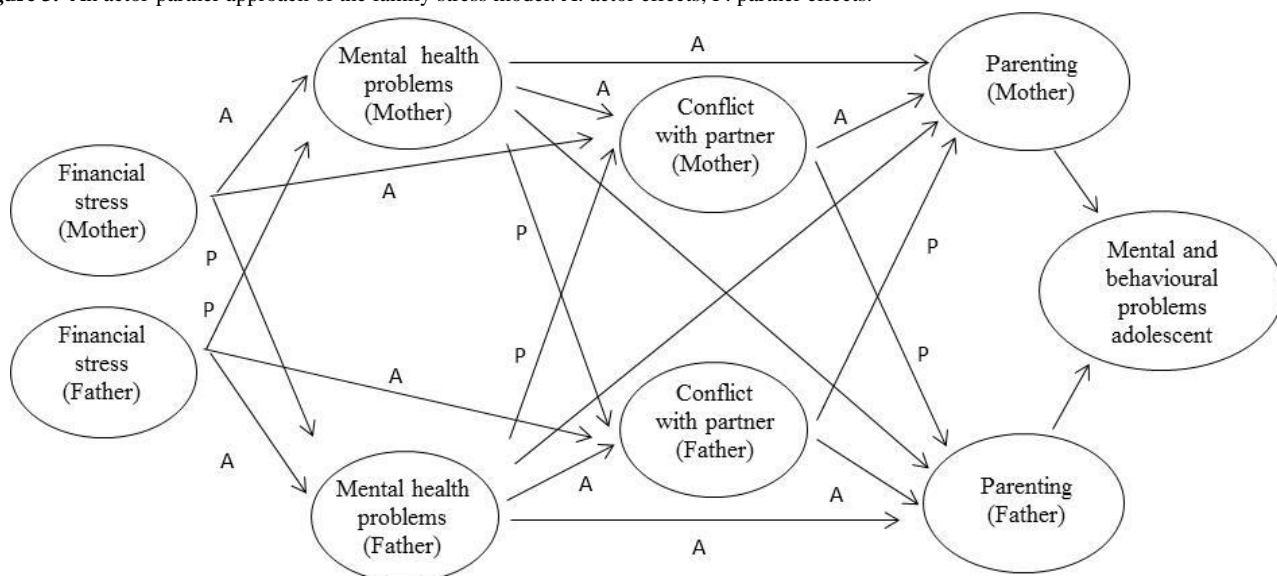 An actor partner approach of the family stress model. A: actor effects, P: partner effects.
Mental health
problems
(Mother)
A
Parenting
(Mother)
A
A
Conflict
with partner
(Mother)
A
Financial
stress
(Mother)
A
P
P
Financial
stress
(Father)
P
P
P
P
Mental and
behavioural
problems
adolescent
A
Conflict
with partner
(Father)
A
Mental health
problems
(Father)
A
A
A
Parenting
(Father)